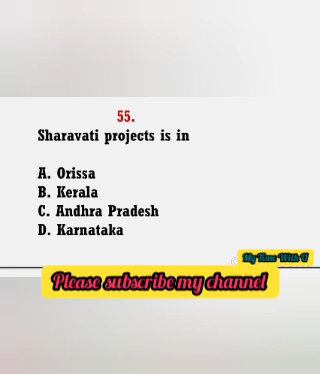 55.
Sharavati projects is in
A. Orissa
B. Kerala
C. Andhra Pradesh
D. Karnataka
My Time With U
Please subscribe my channel